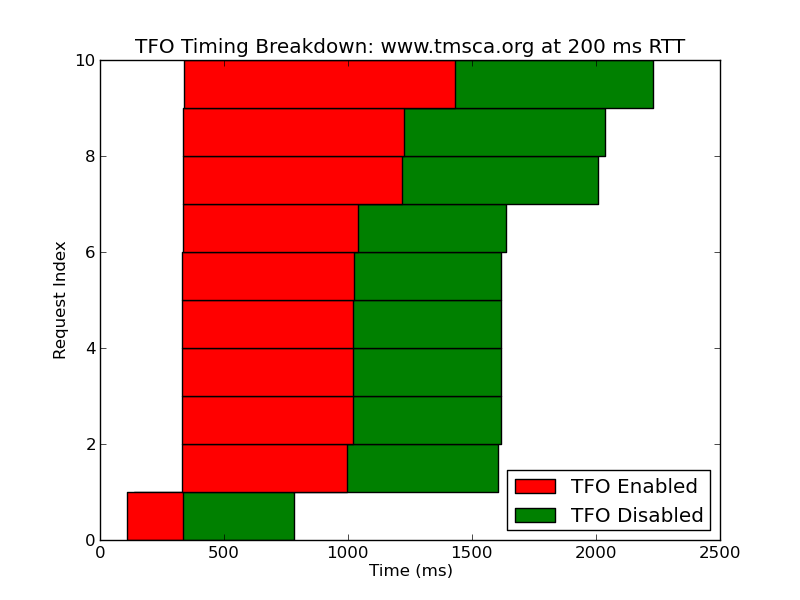 TFO Timing Breakdown: www.tmsca.org at 200 ms RTT
10
8
6
4
2
0
Request Index
TFO Enabled
TFO Disabled
0 500 1000 1500 2000 2500
Time (ms)